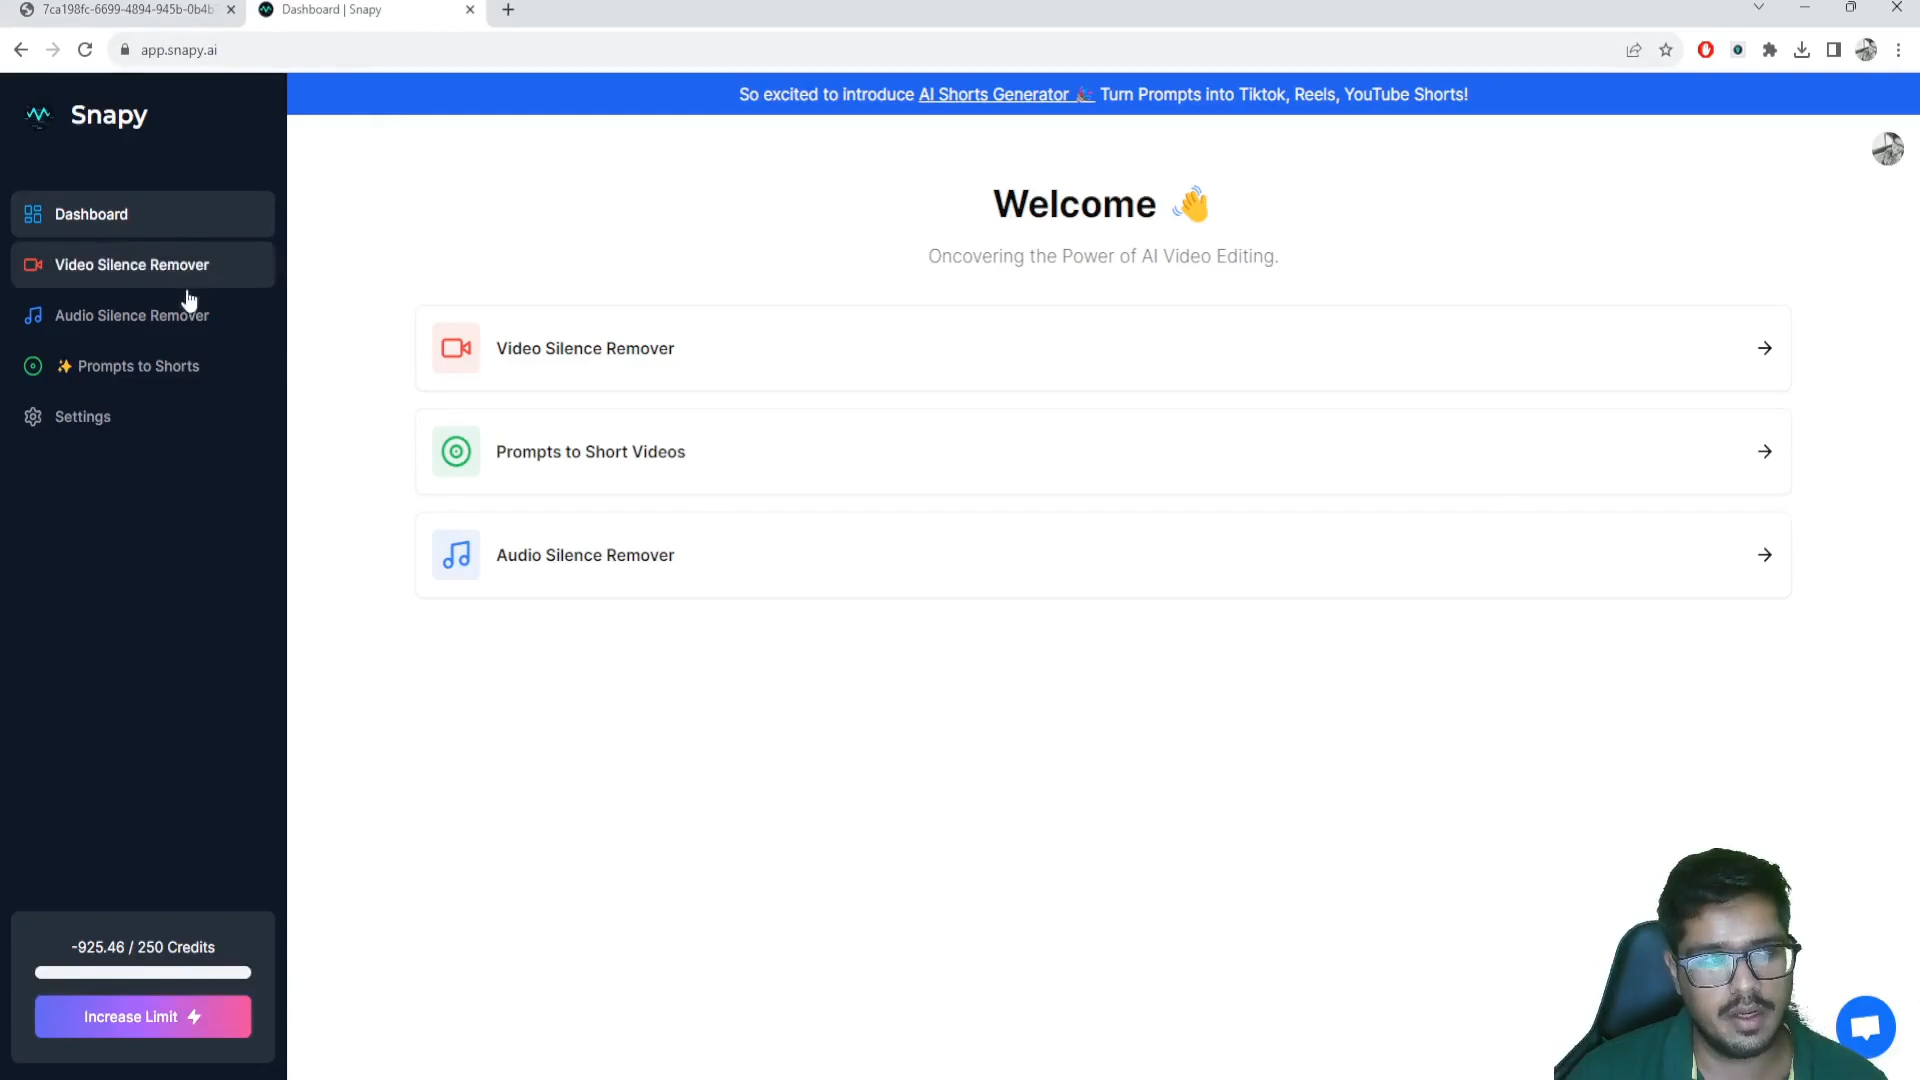 7ca198fc-6699-4894-945b-0b4b
Dashboard | Snapy
app.snapy.ai
Snapy
So excited to introduce AI Shorts Generator 🎉 Turn Prompts into Tiktok, Reels, YouTube Shorts!
Dashboard
Video Silence Remover
Audio Silence Remover
✨ Prompts to Shorts
Settings
Welcome 👋
Oncovering the Power of AI Video Editing.
Video Silence Remover
Prompts to Short Videos
Audio Silence Remover
-925.46 / 250 Credits
Increase Limit